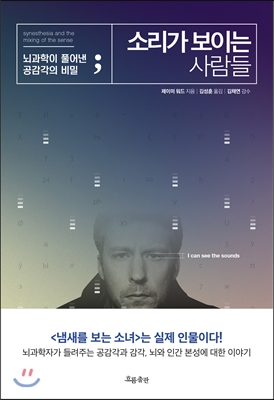 synesthesia and the
mixing of the sense
뇌과학이 풀어낸
공감각의 비밀
;
소리가 보이는
사람들
제이미 워드 지음 | 김성훈 옮김 | 김채연 감수
I can see the sounds
<냄새를 보는 소녀>는 실제 인물이다!
뇌과학자가 들려주는 공감각과 감각, 뇌와 인간 본성에 대한 이야기
흐름출판
yes24